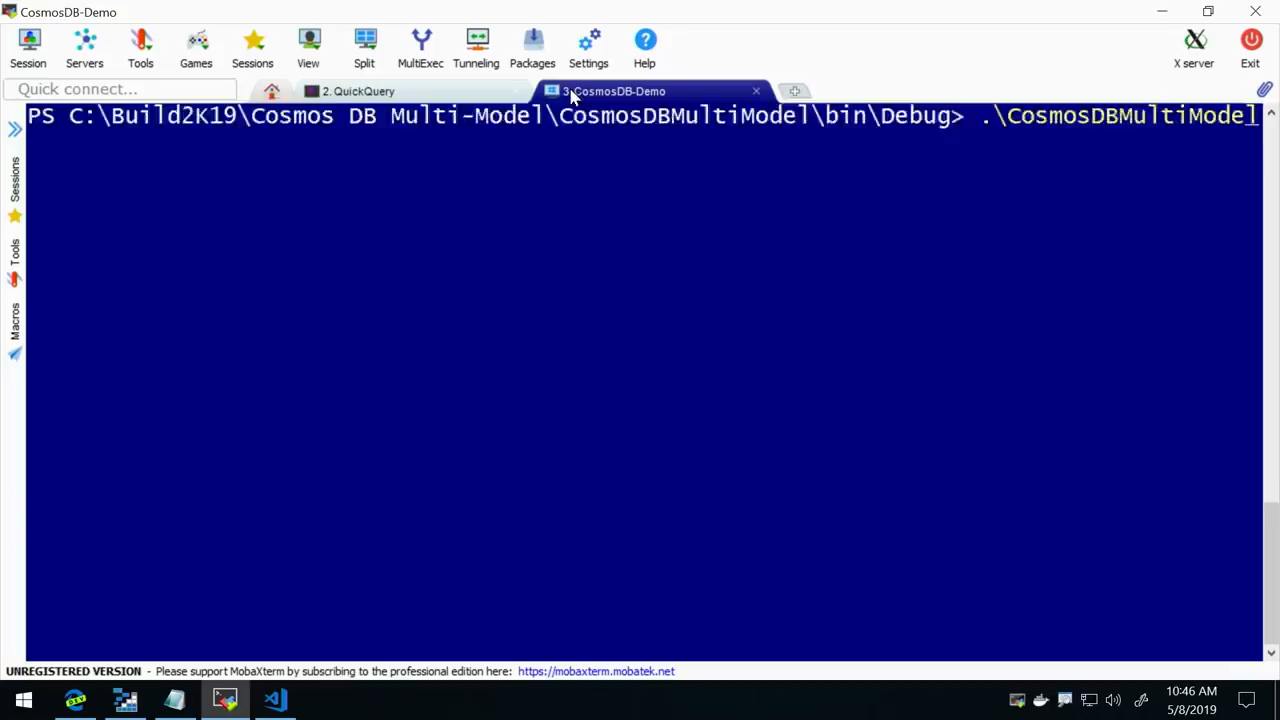 CosmosDB-Demo
Session Servers Tools Games Sessions View Split MultiExec Tunneling Packages Settings Help X server Exit
Quick connect... 2. QuickQuery 3. CosmosDB-Demo
PS C:\Build2K19\Cosmos DB Multi-Model\CosmosDBMultiModel\bin\Debug> .\CosmosDBMultiModel
Sessions
Tools
Macros
UNREGISTERED VERSION - Please support MobaXterm by subscribing to the professional edition here: https://mobaxterm.mobatek.net
10:46 AM
5/8/2019